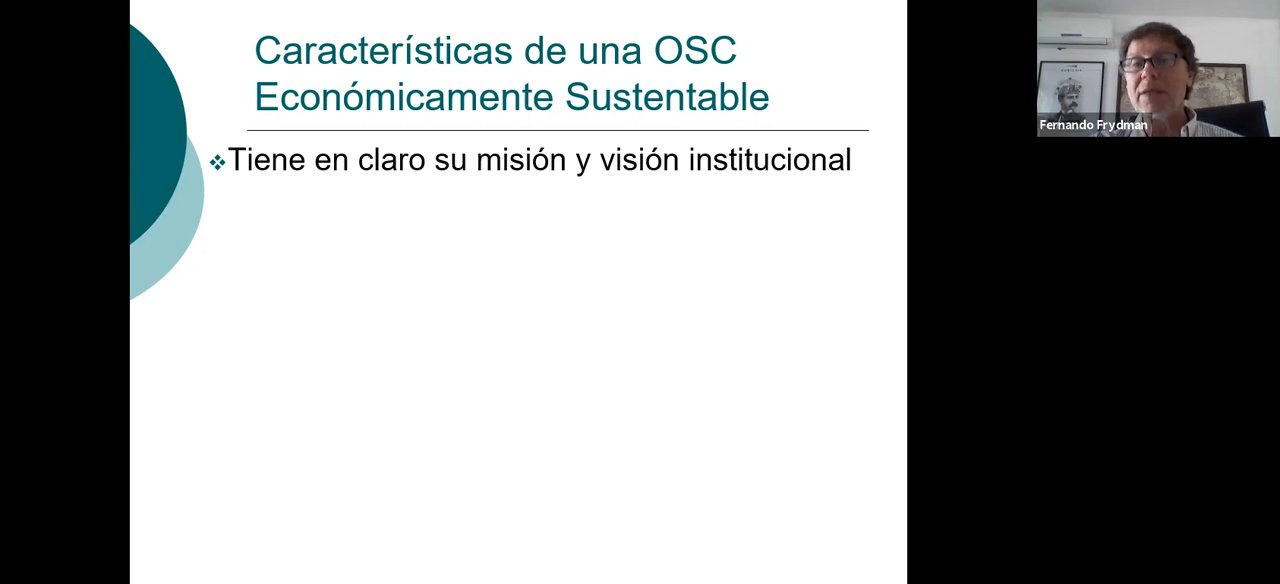 Características de una OSC
Económicamente Sustentable
❖Tiene en claro su misión y visión institucional
Fernando Frydman